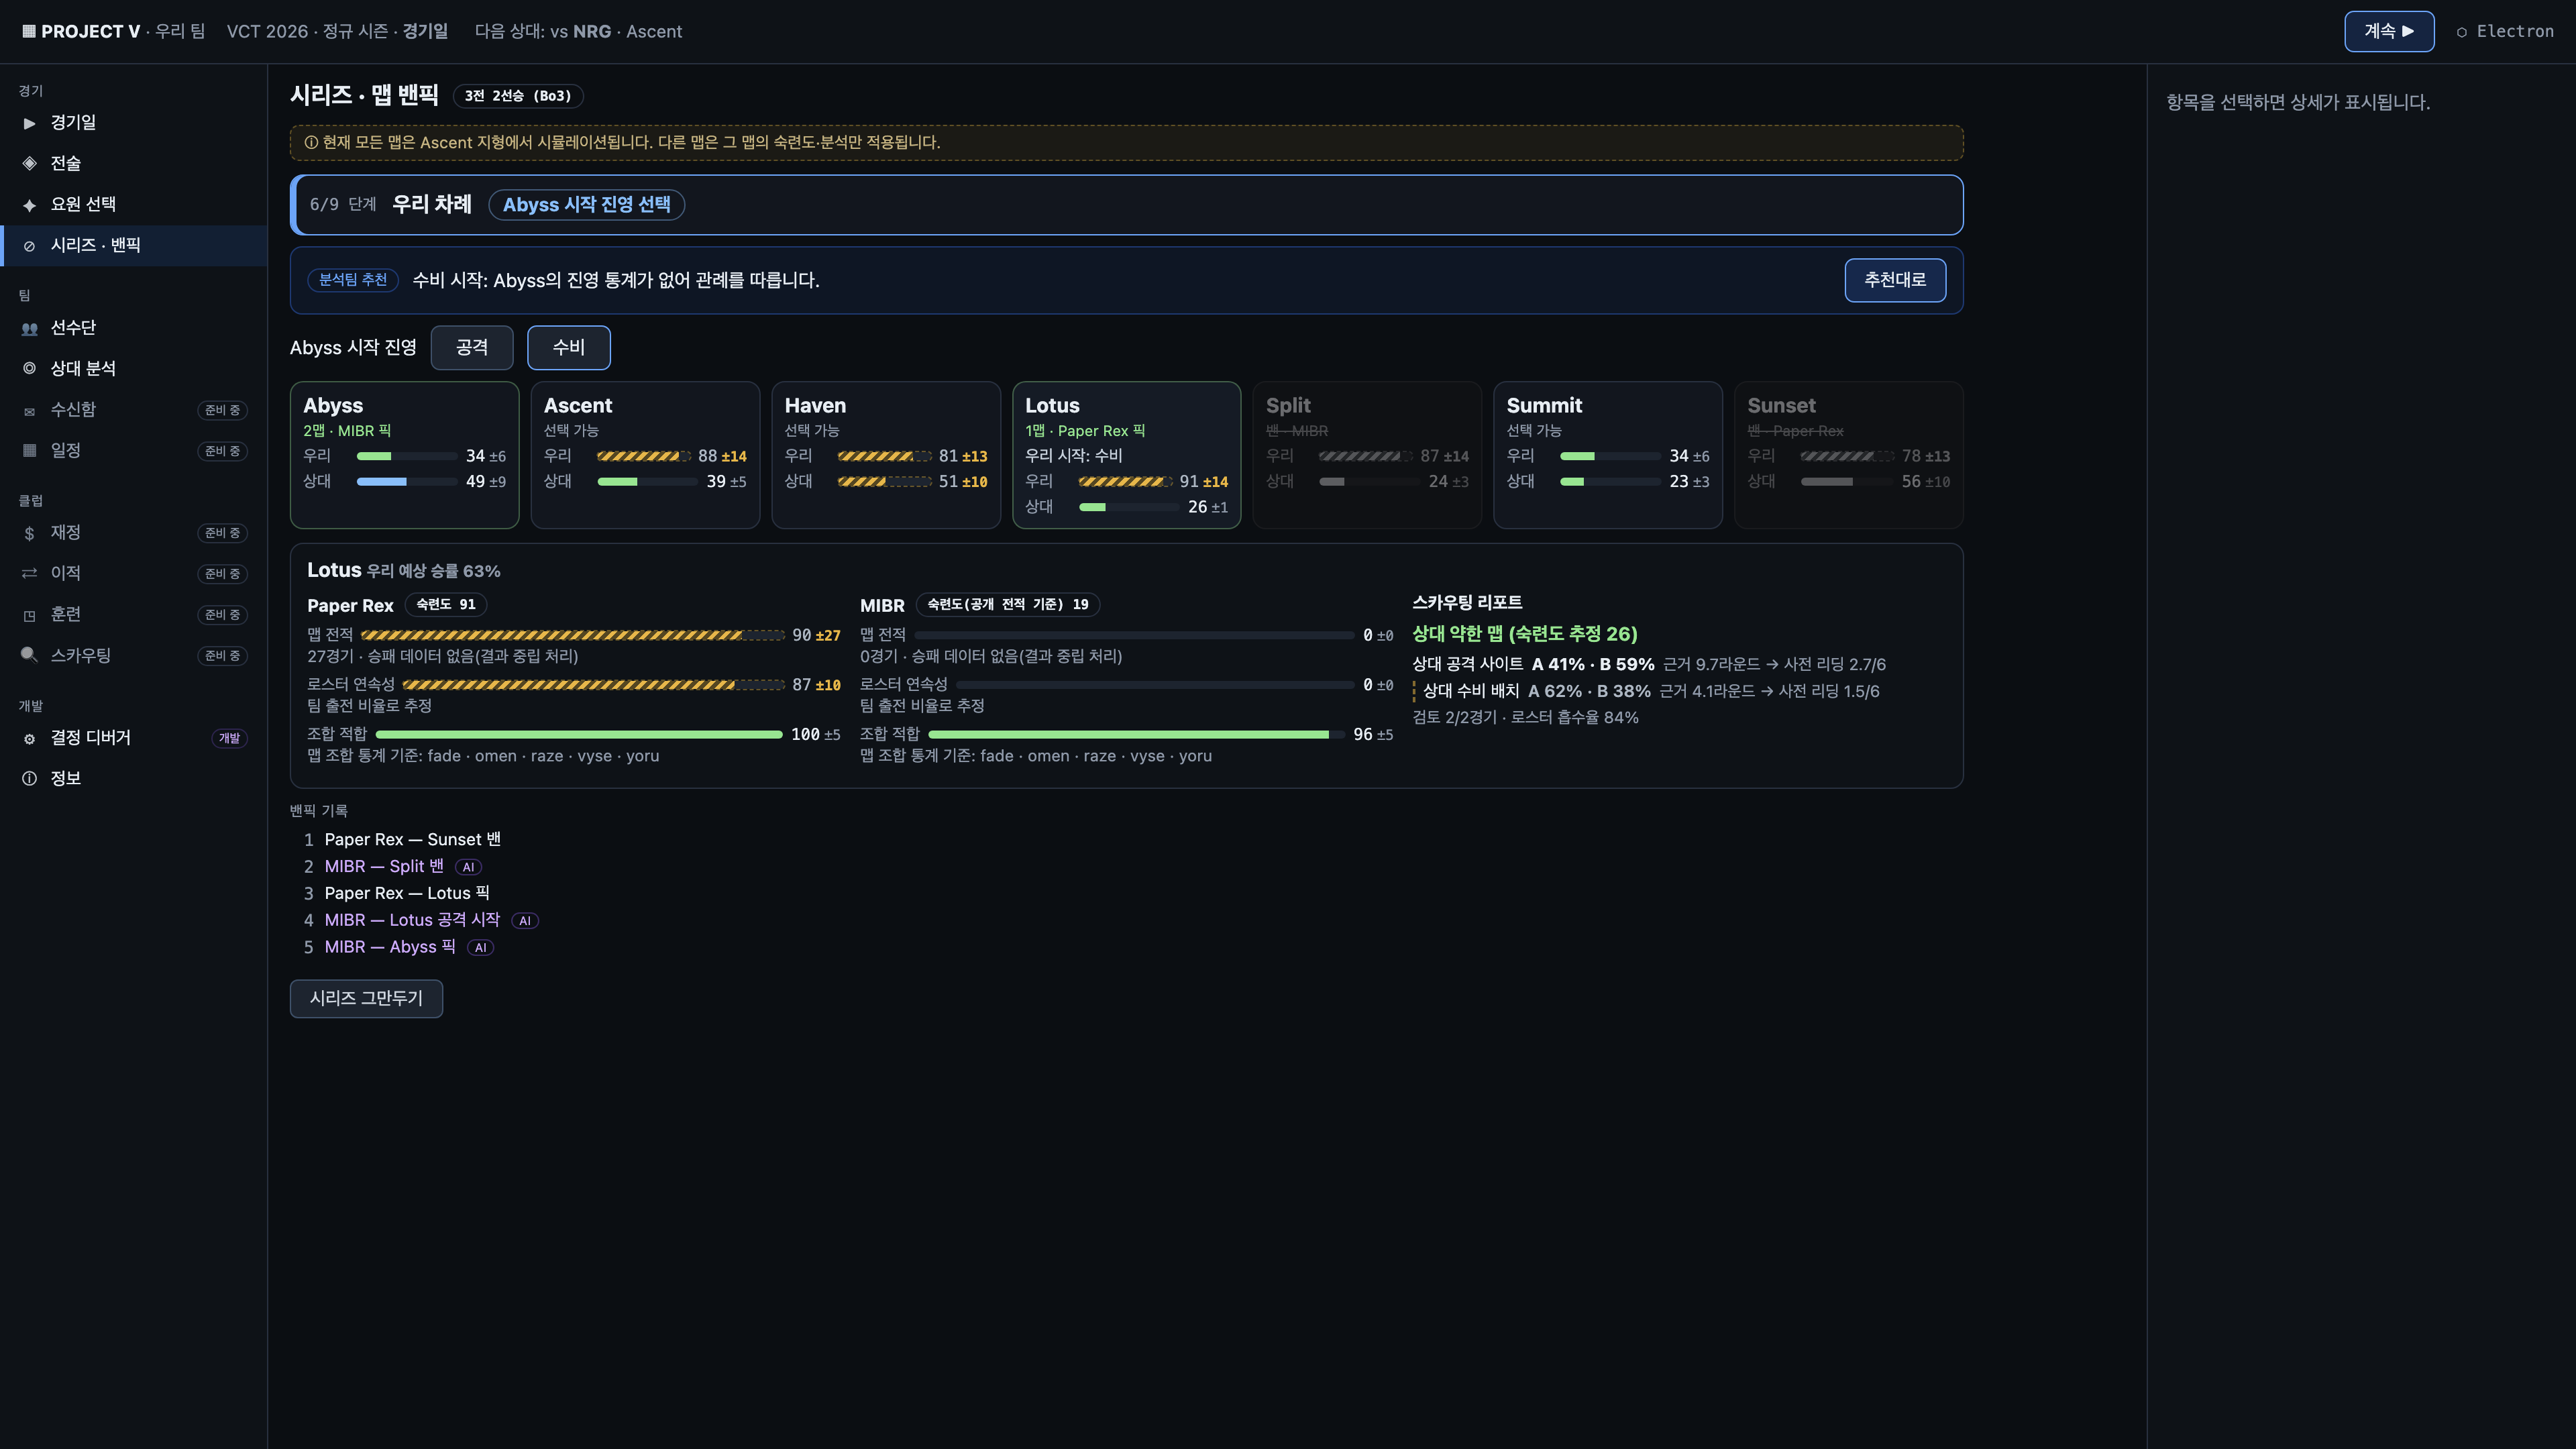 PROJECT V · 우리 팀 VCT 2026 · 정규 시즌 · 경기일 다음 상대: vs NRG · Ascent 계속 ▶ ⬡ Electron
경기
▶ 경기일
◈ 전술
✦ 요원 선택
⊘ 시리즈 · 밴픽
팀
선수단
◎ 상대 분석
✉ 수신함 준비 중
일정 준비 중
클럽
$ 재정 준비 중
⇄ 이적 준비 중
훈련 준비 중
스카우팅 준비 중
개발
⚙ 결정 디버거 개발
ⓘ 정보
시리즈 · 맵 밴픽 3전 2선승 (Bo3)
ⓘ 현재 모든 맵은 Ascent 지형에서 시뮬레이션됩니다. 다른 맵은 그 맵의 숙련도·분석만 적용됩니다.
6/9 단계 우리 차례 Abyss 시작 진영 선택
분석팀 추천 수비 시작: Abyss의 진영 통계가 없어 관례를 따릅니다. 추천대로
Abyss 시작 진영 공격 수비
Abyss
2맵 · MIBR 픽
우리 34 ±6
상대 49 ±9
Ascent
선택 가능
우리 88 ±14
상대 39 ±5
Haven
선택 가능
우리 81 ±13
상대 51 ±10
Lotus
1맵 · Paper Rex 픽
우리 시작: 수비
우리 91 ±14
상대 26 ±1
Split
밴 · MIBR
우리 87 ±14
상대 24 ±3
Summit
선택 가능
우리 34 ±6
상대 23 ±3
Sunset
밴 · Paper Rex
우리 78 ±13
상대 56 ±10
Lotus 우리 예상 승률 63%
Paper Rex 숙련도 91
맵 전적 90 ±27
27경기 · 승패 데이터 없음(결과 중립 처리)
로스터 연속성 87 ±10
팀 출전 비율로 추정
조합 적합 100 ±5
맵 조합 통계 기준: fade · omen · raze · vyse · yoru
MIBR 숙련도(공개 전적 기준) 19
맵 전적 0 ±0
0경기 · 승패 데이터 없음(결과 중립 처리)
로스터 연속성 0 ±0
팀 출전 비율로 추정
조합 적합 96 ±5
맵 조합 통계 기준: fade · omen · raze · vyse · yoru
스카우팅 리포트
상대 약한 맵 (숙련도 추정 26)
상대 공격 사이트 A 41% · B 59% 근거 9.7라운드 → 사전 리딩 2.7/6
상대 수비 배치 A 62% · B 38% 근거 4.1라운드 → 사전 리딩 1.5/6
검토 2/2경기 · 로스터 흡수율 84%
밴픽 기록
1 Paper Rex — Sunset 밴
2 MIBR — Split 밴 AI
3 Paper Rex — Lotus 픽
4 MIBR — Lotus 공격 시작 AI
5 MIBR — Abyss 픽 AI
시리즈 그만두기
항목을 선택하면 상세가 표시됩니다.